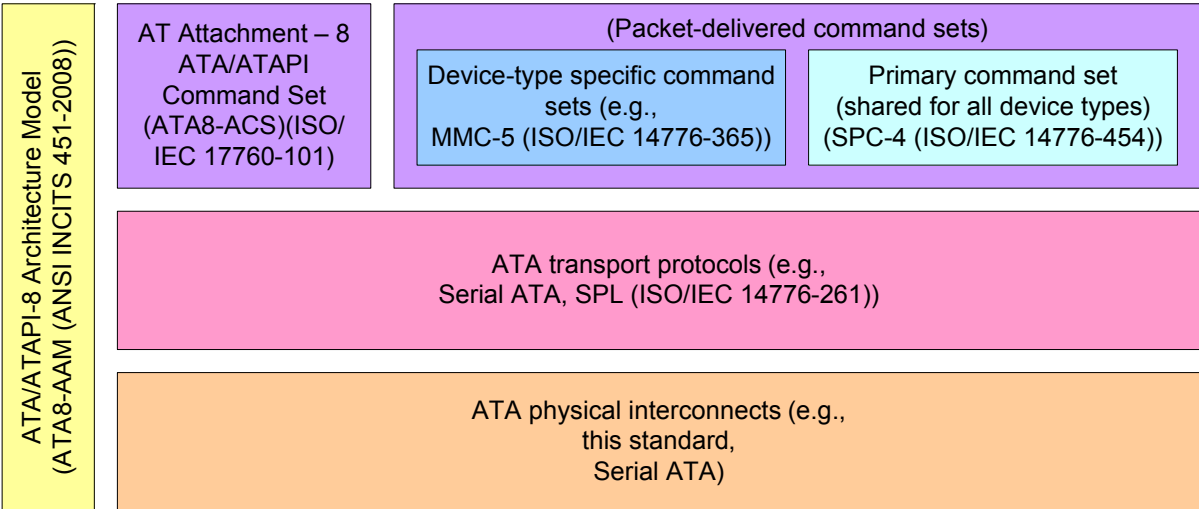 ATA/ATAPI-8 Architecture Model
(ATA8-AAM (ANSI INCITS 451-2008))
AT Attachment – 8
ATA/ATAPI
Command Set
(ATA8-ACS)(ISO/
IEC 17760-101)
(Packet-delivered command sets)
Device-type specific command
sets (e.g.,
MMC-5 (ISO/IEC 14776-365))
Primary command set
(shared for all device types)
(SPC-4 (ISO/IEC 14776-454))
ATA transport protocols (e.g.,
Serial ATA, SPL (ISO/IEC 14776-261))
ATA physical interconnects (e.g.,
this standard,
Serial ATA)